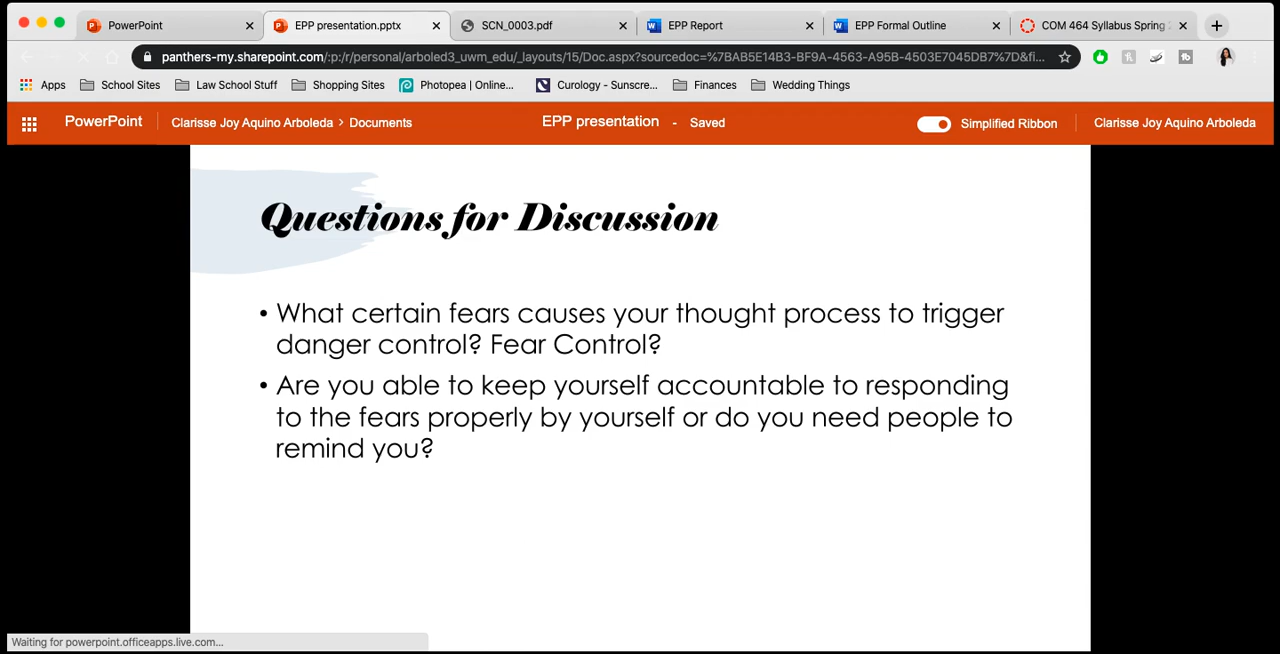 PowerPoint
EPP presentation.pptx
SCN_0003.pdf
EPP Report
EPP Formal Outline
COM 464 Syllabus Spring
panthers-my.sharepoint.com/:p:/r/personal/arboled3_uwm_edu/_layouts/15/Doc.aspx?sourcedoc=%7BAB5E14B3-BF9A-4563-A95B-4503E7045DB7%7D&fi...
Apps School Sites Law School Stuff Shopping Sites Photopea | Online... Curology - Sunscre... Finances Wedding Things
PowerPoint Clarisse Joy Aquino Arboleda > Documents EPP presentation - Saved Simplified Ribbon Clarisse Joy Aquino Arboleda
Questions for Discussion
• What certain fears causes your thought process to trigger
danger control? Fear Control?
• Are you able to keep yourself accountable to responding
to the fears properly by yourself or do you need people to
remind you?
Waiting for powerpoint.officeapps.live.com...